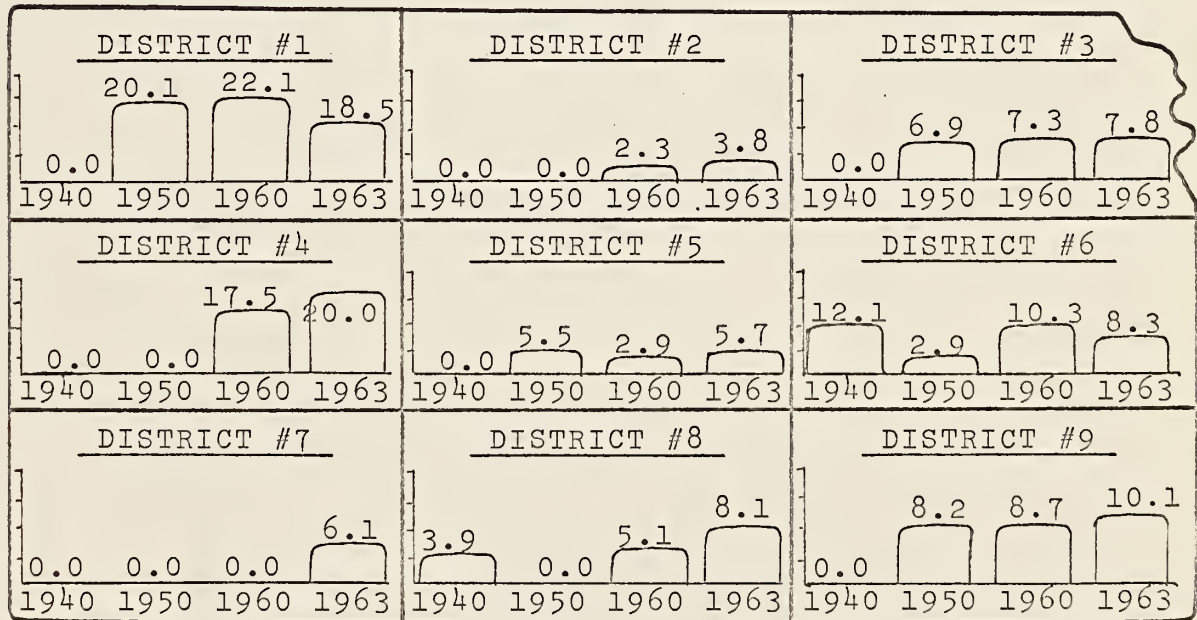 DISTRICT #1
20.1 22.1 18.5
0.0
1940 1950 1960 1963
DISTRICT #2
2.3 3.8
0.0 0.0
1940 1950 1960 1963
DISTRICT #3
6.9 7.3 7.8
0.0
1940 1950 1960 1963
DISTRICT #4
17.5 20.0
0.0 0.0
1940 1950 1960 1963
DISTRICT #5
5.5 2.9 5.7
0.0
1940 1950 1960 1963
DISTRICT #6
12.1 10.3 8.3
2.9
1940 1950 1960 1963
DISTRICT #7
6.1
0.0 0.0 0.0
1940 1950 1960 1963
DISTRICT #8
8.1
3.9 5.1
0.0
1940 1950 1960 1963
DISTRICT #9
8.2 8.7 10.1
0.0
1940 1950 1960 1963